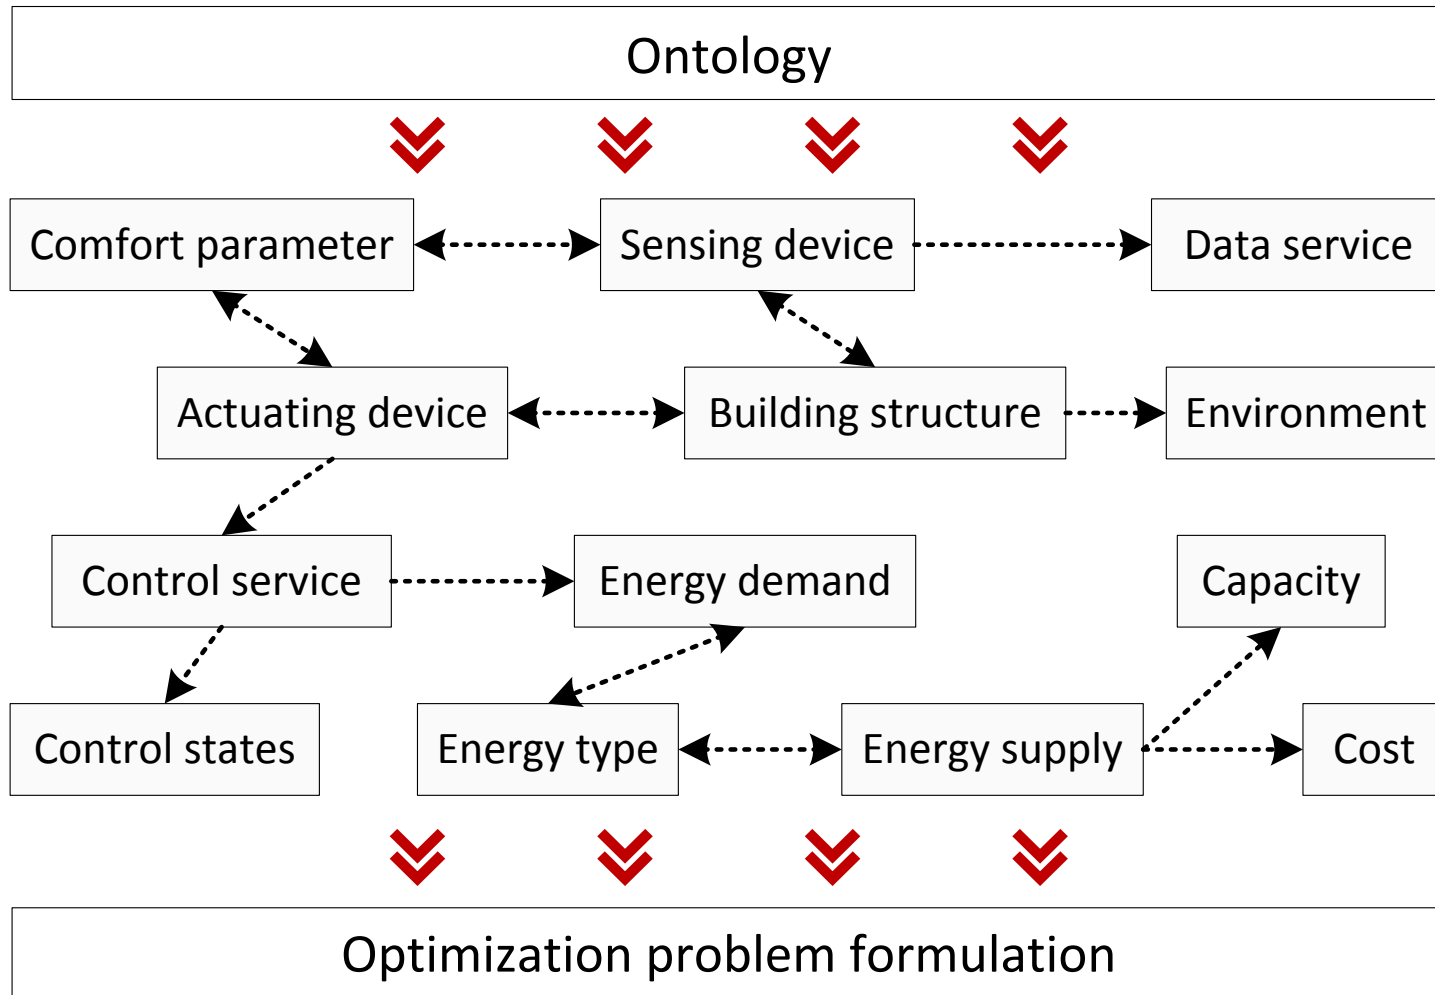 Ontology
Comfort parameter
Sensing device
Data service
Actuating device
Building structure
Environment
Control service
Energy demand
Capacity
Control states
Energy type
Energy supply
Cost
Optimization problem formulation